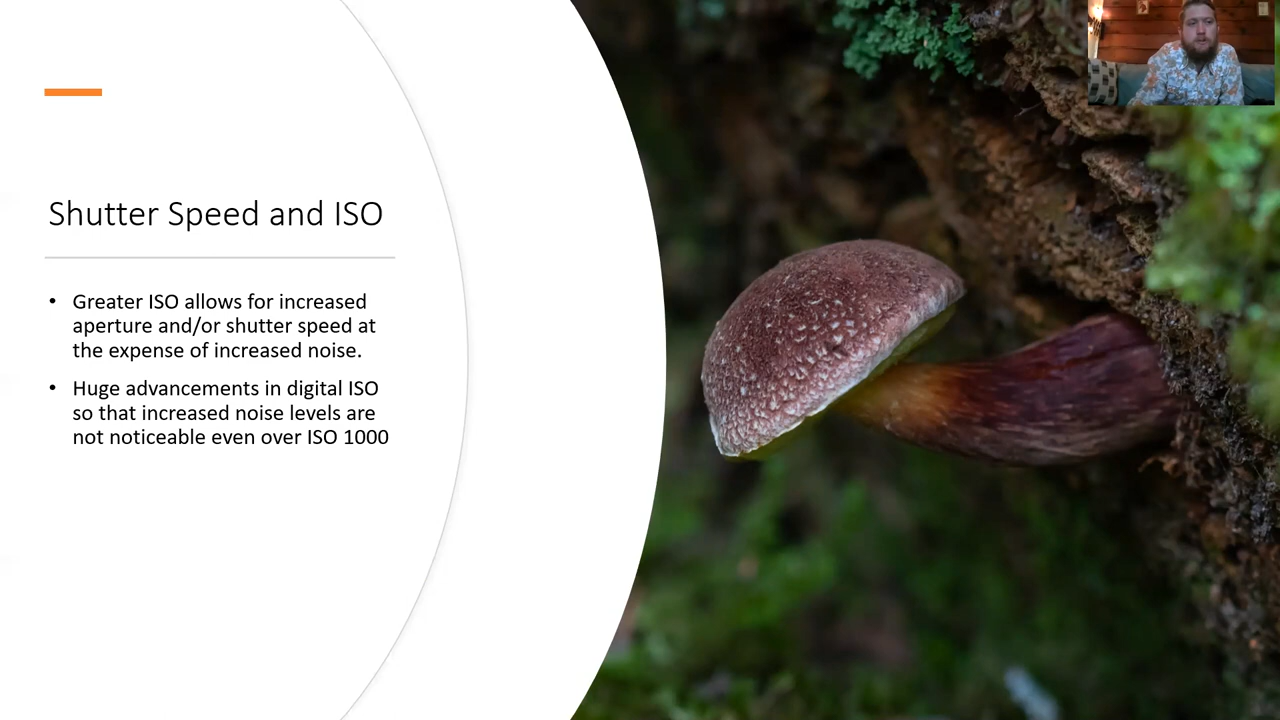 Shutter Speed and ISO
• Greater ISO allows for increased
aperture and/or shutter speed at
the expense of increased noise.
• Huge advancements in digital ISO
so that increased noise levels are
not noticeable even over ISO 1000